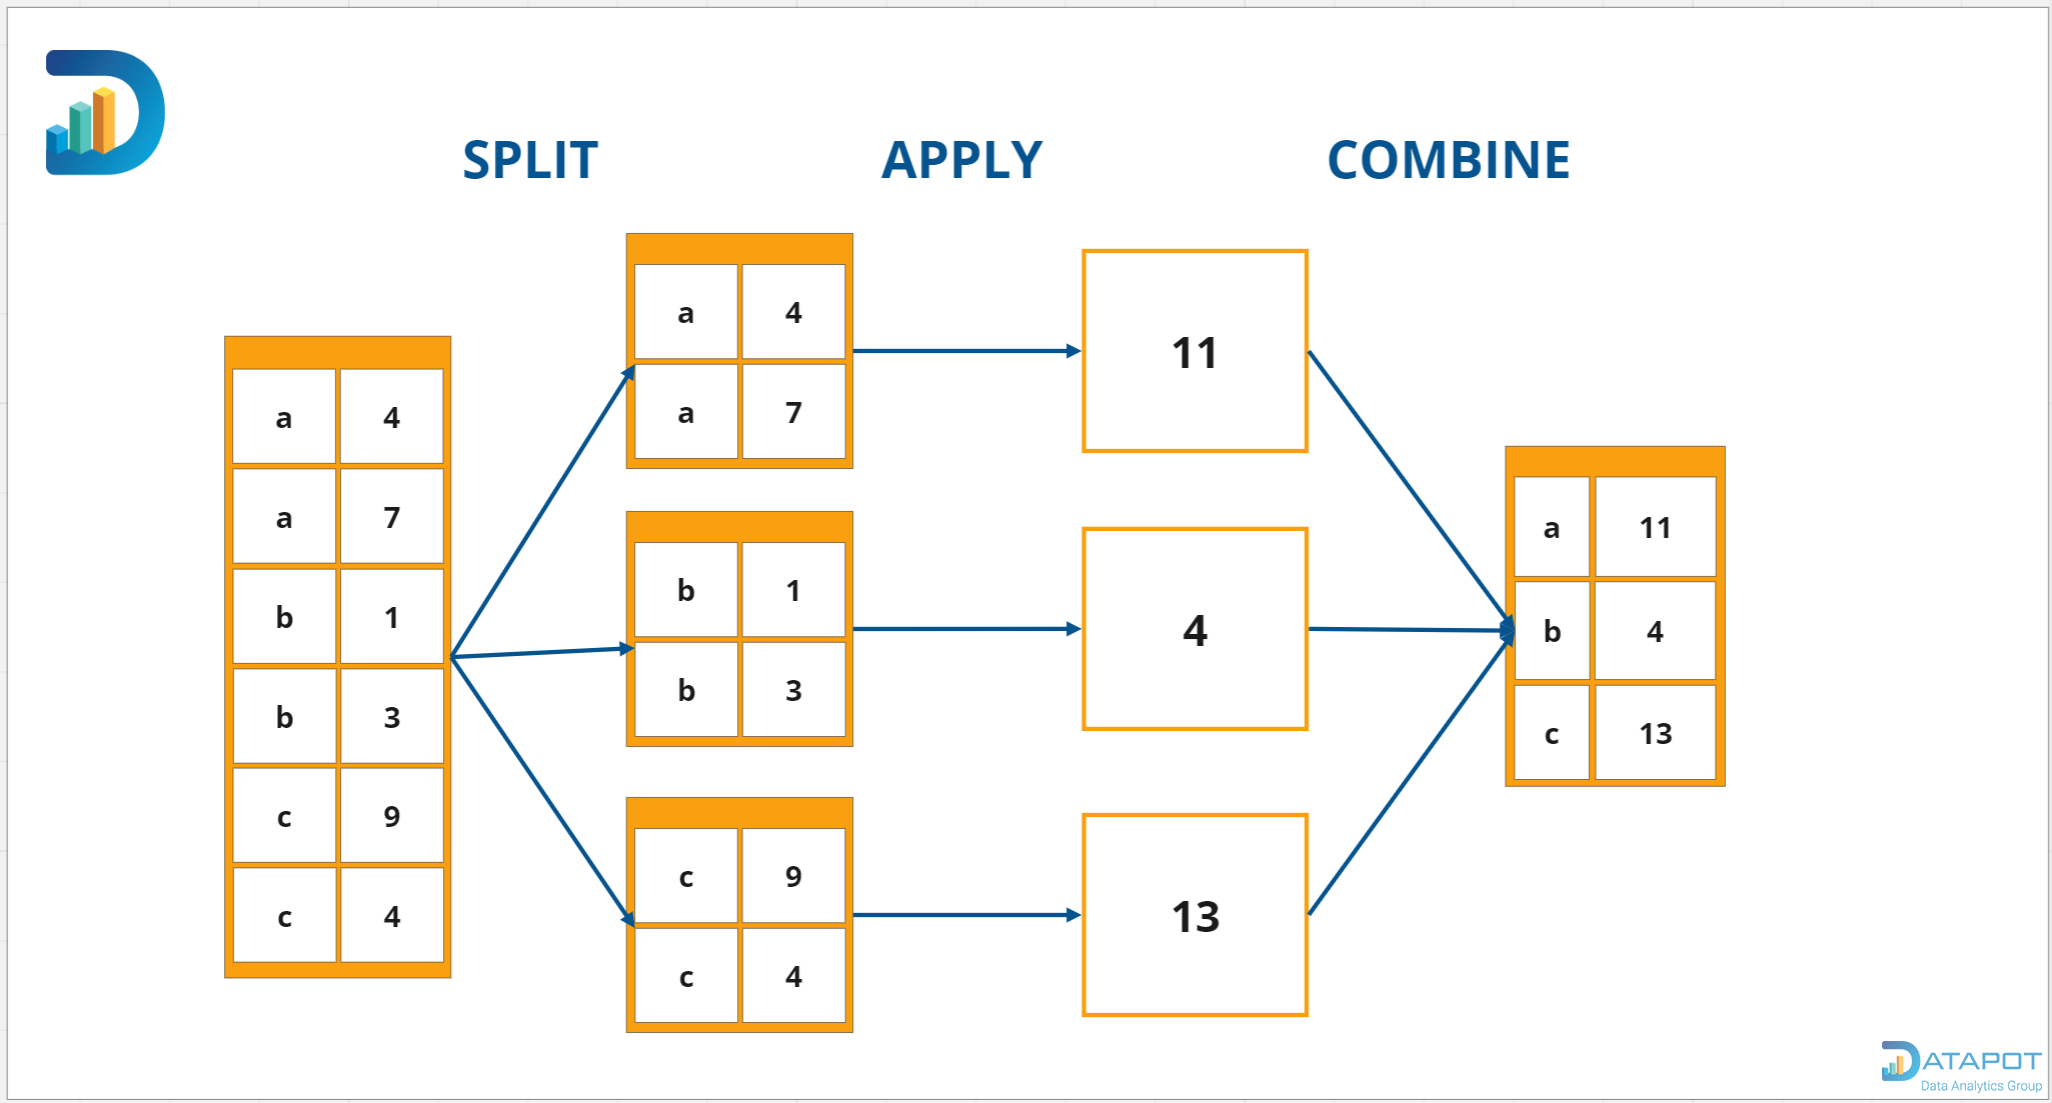 SPLIT APPLY COMBINE
a 4
a 7
b 1
b 3
c 9
c 4
a 4
a 7
b 1
b 3
c 9
c 4
11
4
13
a 11
b 4
c 13
DATAPOT
Data Analytics Group